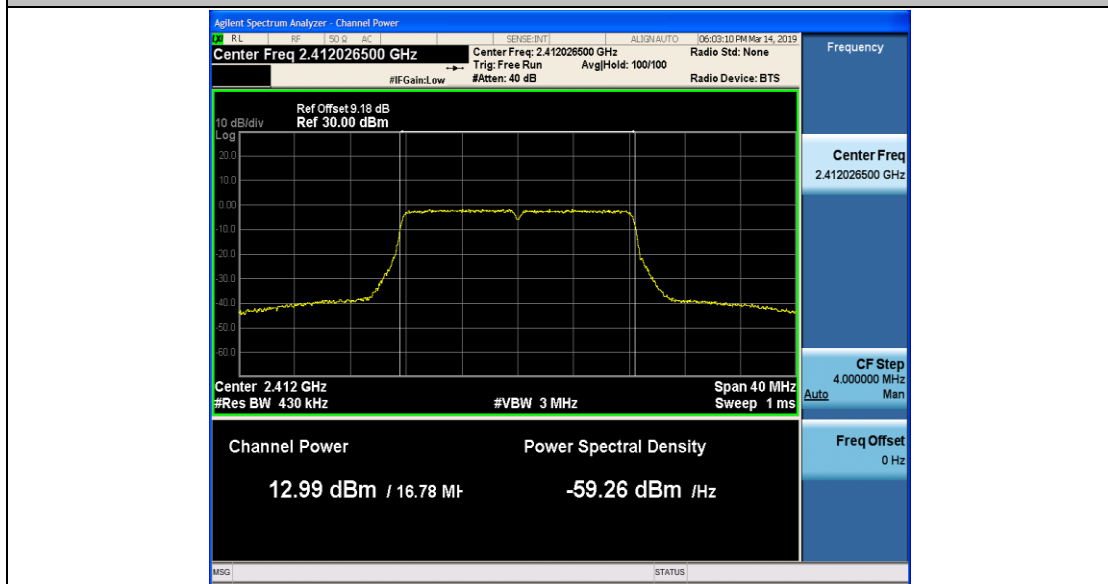 Agilent Spectrum Analyzer - Channel Power
RL RF 50 Ω AC SENSE:INT ALIGN AUTO 06:03:10 PM Mar 14, 2019
Center Freq 2.412026500 GHz
Center Freq: 2.412026500 GHz Radio Std: None
Trig: Free Run Avg|Hold: 100/100
#IFGain:Low #Atten: 40 dB Radio Device: BTS
Frequency
Ref Offset 9.18 dB
10 dB/div Ref 30.00 dBm
Log
20.0
10.0
0.00
-10.0
-20.0
-30.0
-40.0
-50.0
-60.0
Center Freq
2.412026500 GHz
Center 2.412 GHz Span 40 MHz
#Res BW 430 kHz #VBW 3 MHz Sweep 1 ms
CF Step
4.000000 MHz
Auto Man
Channel Power Power Spectral Density
12.99 dBm / 16.78 MH -59.26 dBm /Hz
Freq Offset
0 Hz
MSG STATUS